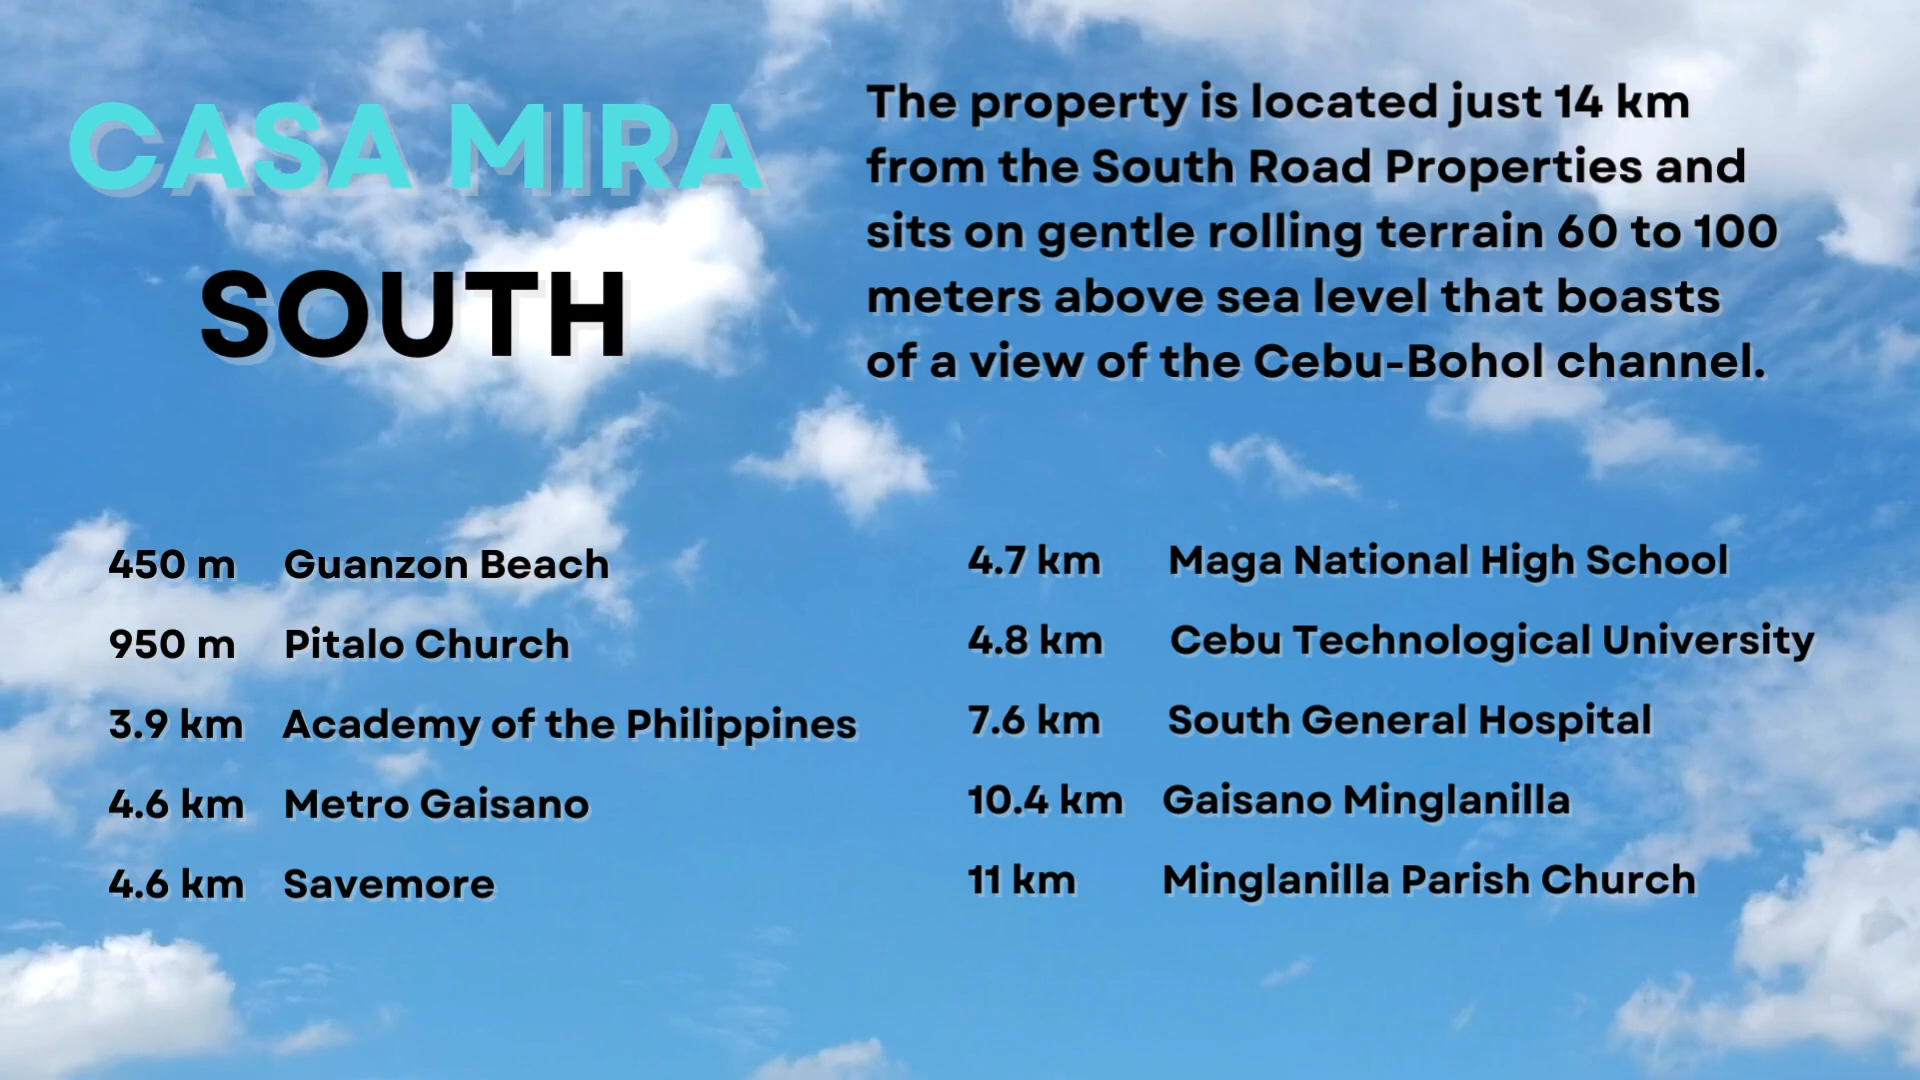 CASA MIRA
SOUTH
The property is located just 14 km
from the South Road Properties and
sits on gentle rolling terrain 60 to 100
meters above sea level that boasts
of a view of the Cebu-Bohol channel.
450 m Guanzon Beach
950 m Pitalo Church
3.9 km Academy of the Philippines
4.6 km Metro Gaisano
4.6 km Savemore
4.7 km Maga National High School
4.8 km Cebu Technological University
7.6 km South General Hospital
10.4 km Gaisano Minglanilla
11 km Minglanilla Parish Church